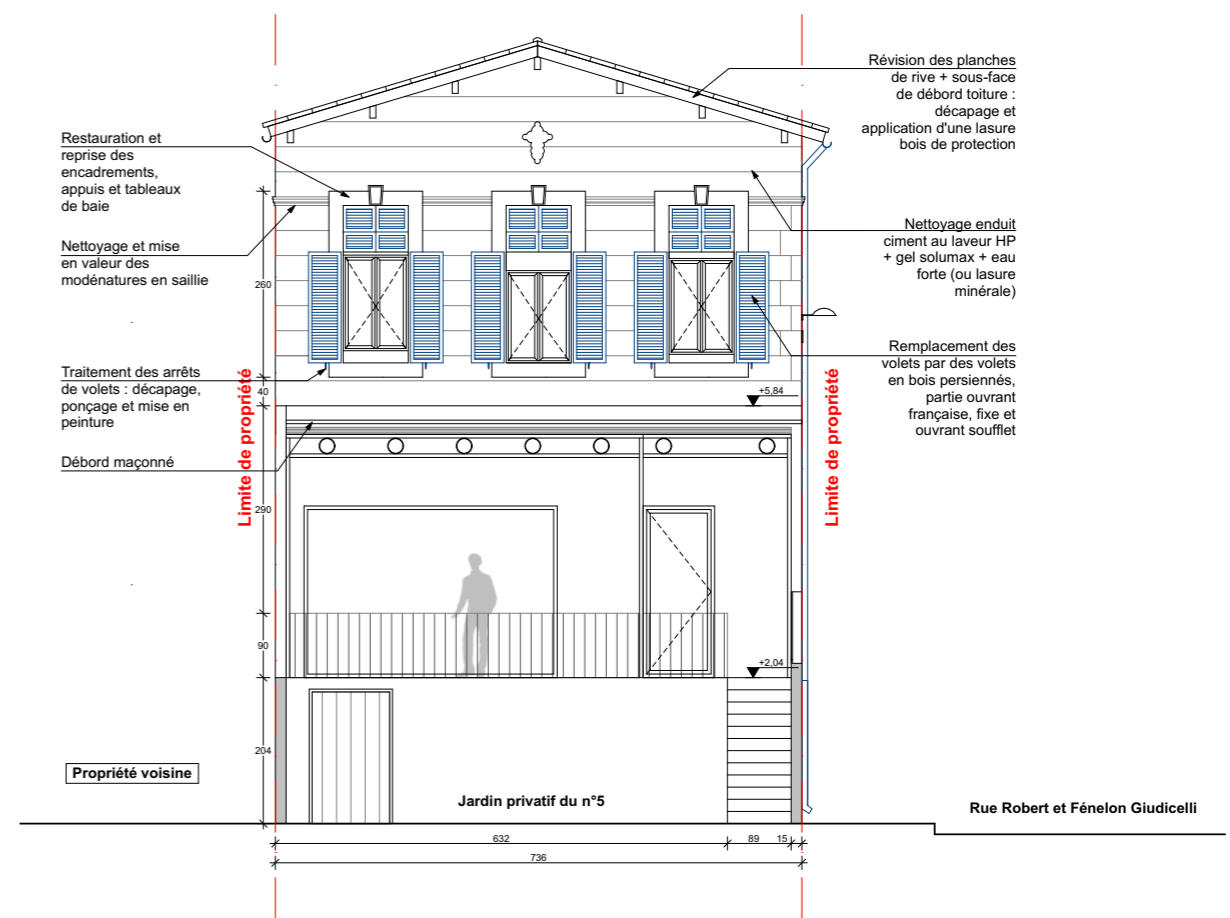 Révision des planches
de rive + sous-face
de débord toiture :
décapage et
application d'une lasure
bois de protection
Restauration et
reprise des
encadrements,
appuis et tableaux
de baie
Nettoyage et mise
en valeur des
modénatures en saillie
Nettoyage enduit
ciment au laveur HP
+ gel solumax + eau
forte (ou lasure
minérale)
260
Traitement des arrêts
de volets : décapage,
ponçage et mise en
peinture
Remplacement des
volets par des volets
en bois persiennés,
partie ouvrant
française, fixe et
ouvrant soufflet
40
+5,84
Débord maçonné
Limite de propriété
Limite de propriété
290
90
+2,04
204
Propriété voisine
Jardin privatif du n°5
Rue Robert et Fénelon Giudicelli
632 89 15
736